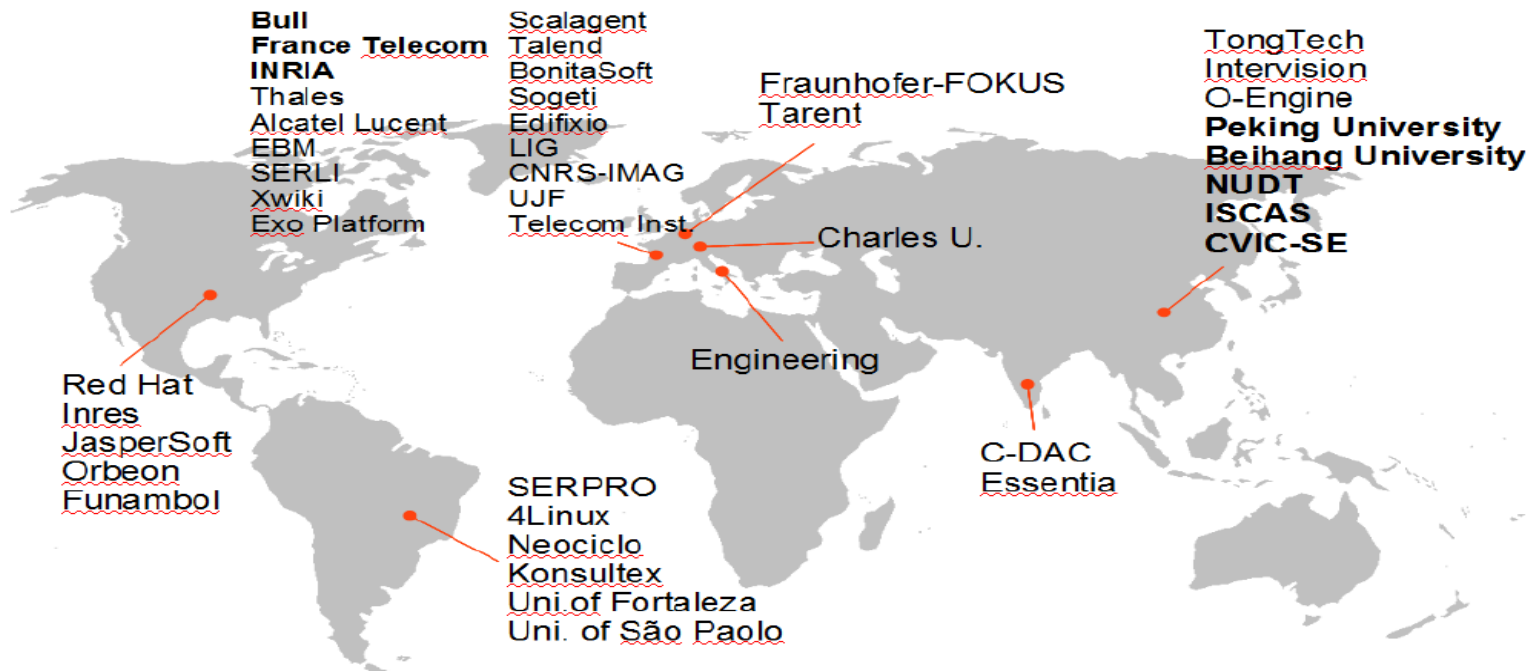 Bull
France Telecom
INRIA
Thales
Alcatel Lucent
EBM
SERLI
Xwiki
Exo Platform
Scalagent
Talend
BonitaSoft
Sogeti
Edifixio
LIG
CNRS-IMAG
UJF
Telecom Inst.
Fraunhofer-FOKUS
Tarent
Charles U.
Engineering
TongTech
Intervision
O-Engine
Peking University
Beihang University
NUDT
ISCAS
CVIC-SE
Red Hat
Inres
JasperSoft
Orbeon
Funambol
SERPRO
4Linux
Neociclo
Konsultex
Uni.of Fortaleza
Uni. of São Paolo
C-DAC
Essentia